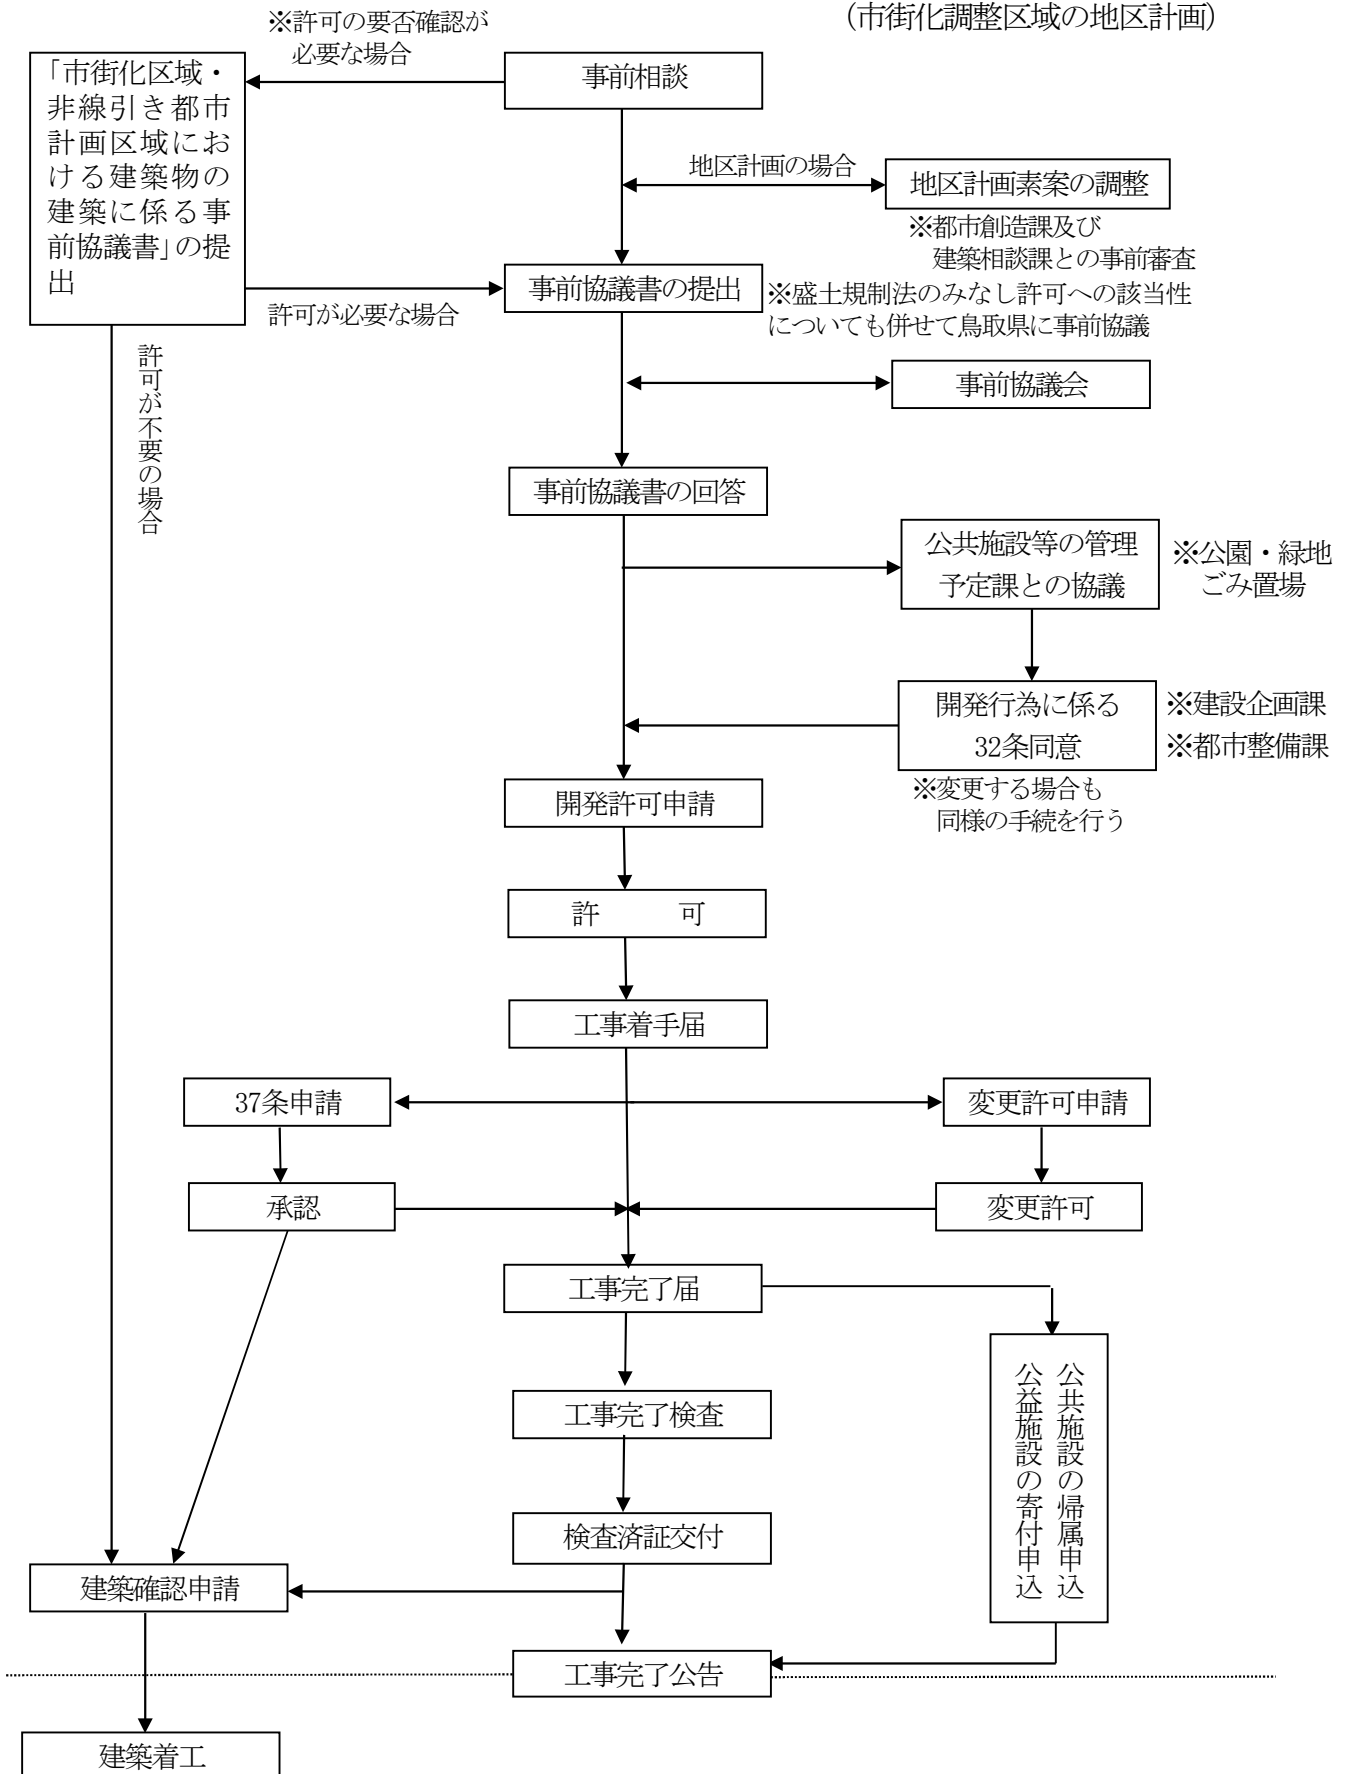 （市街化調整区域の地区計画）
※許可の要否確認が
必要な場合
事前相談
「市街化区域・
非線引き都市
計画区域にお
ける建築物の
建築に係る事
前協議書」の提
出
地区計画の場合
地区計画素案の調整
※都市創造課及び
建築相談課との事前審査
事前協議書の提出
※盛土規制法のみなし許可への該当性
についても併せて鳥取県に事前協議
許可が必要な場合
許可が不要の場合
事前協議会
事前協議書の回答
公共施設等の管理
予定課との協議
※公園・緑地
ごみ置場
開発行為に係る
32条同意
※建設企画課
※都市整備課
※変更する場合も
同様の手続を行う
開発許可申請
許　　可
工事着手届
37条申請
変更許可申請
承認
変更許可
工事完了届
公共施設の帰属申込
公益施設の寄付申込
工事完了検査
検査済証交付
建築確認申請
工事完了公告
建築着工